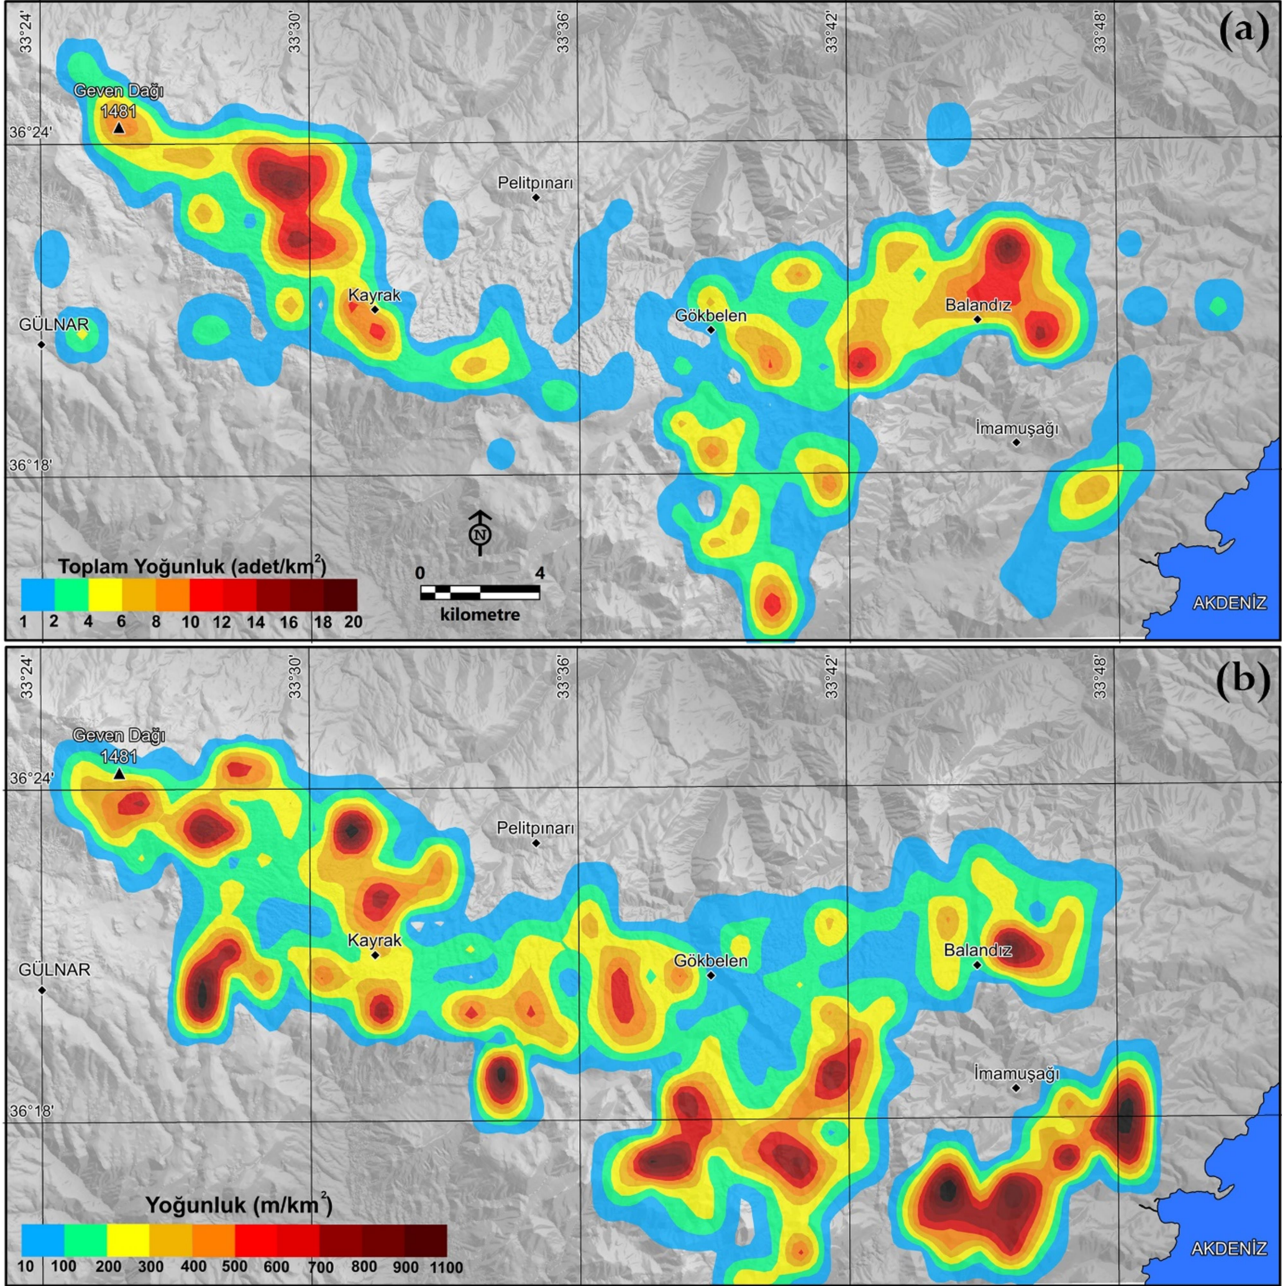 33°24'
33°30'
33°36'
33°42'
33°48'
(a)
Geven Dağı
1481
36°24'
Pelitpınarı
Kayrak
GÜLNAR
Gökbelen
Balandız
İmamuşağı
36°18'
N
Toplam Yoğunluk (adet/km²)
1 2 4 6 8 10 12 14 16 18 20
0 4
kilometre
AKDENİZ
33°24'
33°30'
33°36'
33°42'
33°48'
(b)
Geven Dağı
1481
36°24'
Pelitpınarı
Kayrak
GÜLNAR
Gökbelen
Balandız
İmamuşağı
36°18'
Yoğunluk (m/km²)
10 100 200 300 400 500 600 700 800 900 1100
AKDENİZ